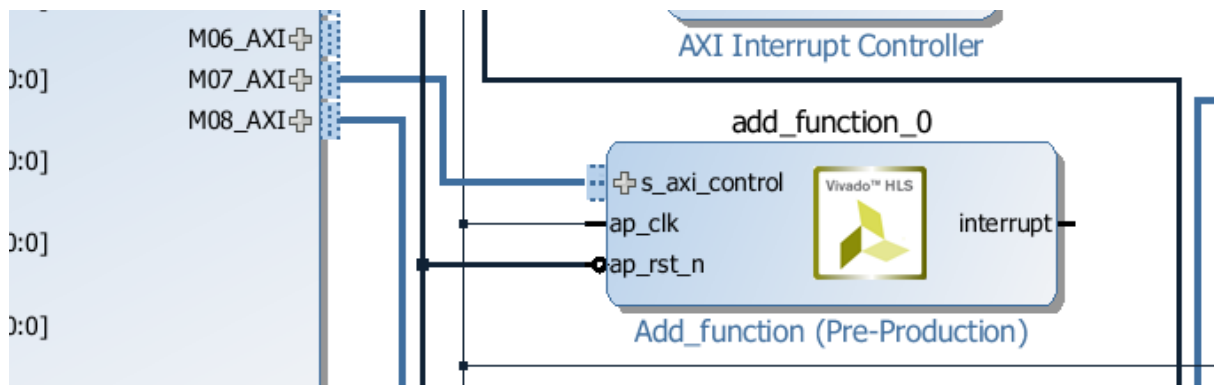 M06_AXI
M07_AXI
M08_AXI
0:0]
0:0]
0:0]
0:0]
AXI Interrupt Controller
add_function_0
s_axi_control
ap_clk
ap_rst_n
Vivado™ HLS
interrupt
Add_function (Pre-Production)